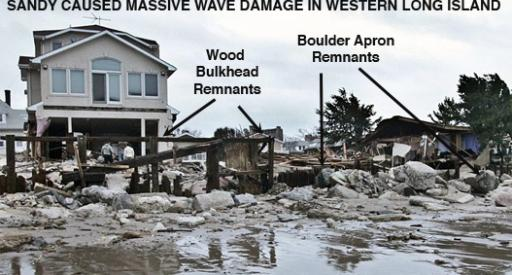 SANDY CAUSED MASSIVE WAVE DAMAGE IN WESTERN LONG ISLAND
Wood
Bulkhead
Remnants
Boulder Apron
Remnants